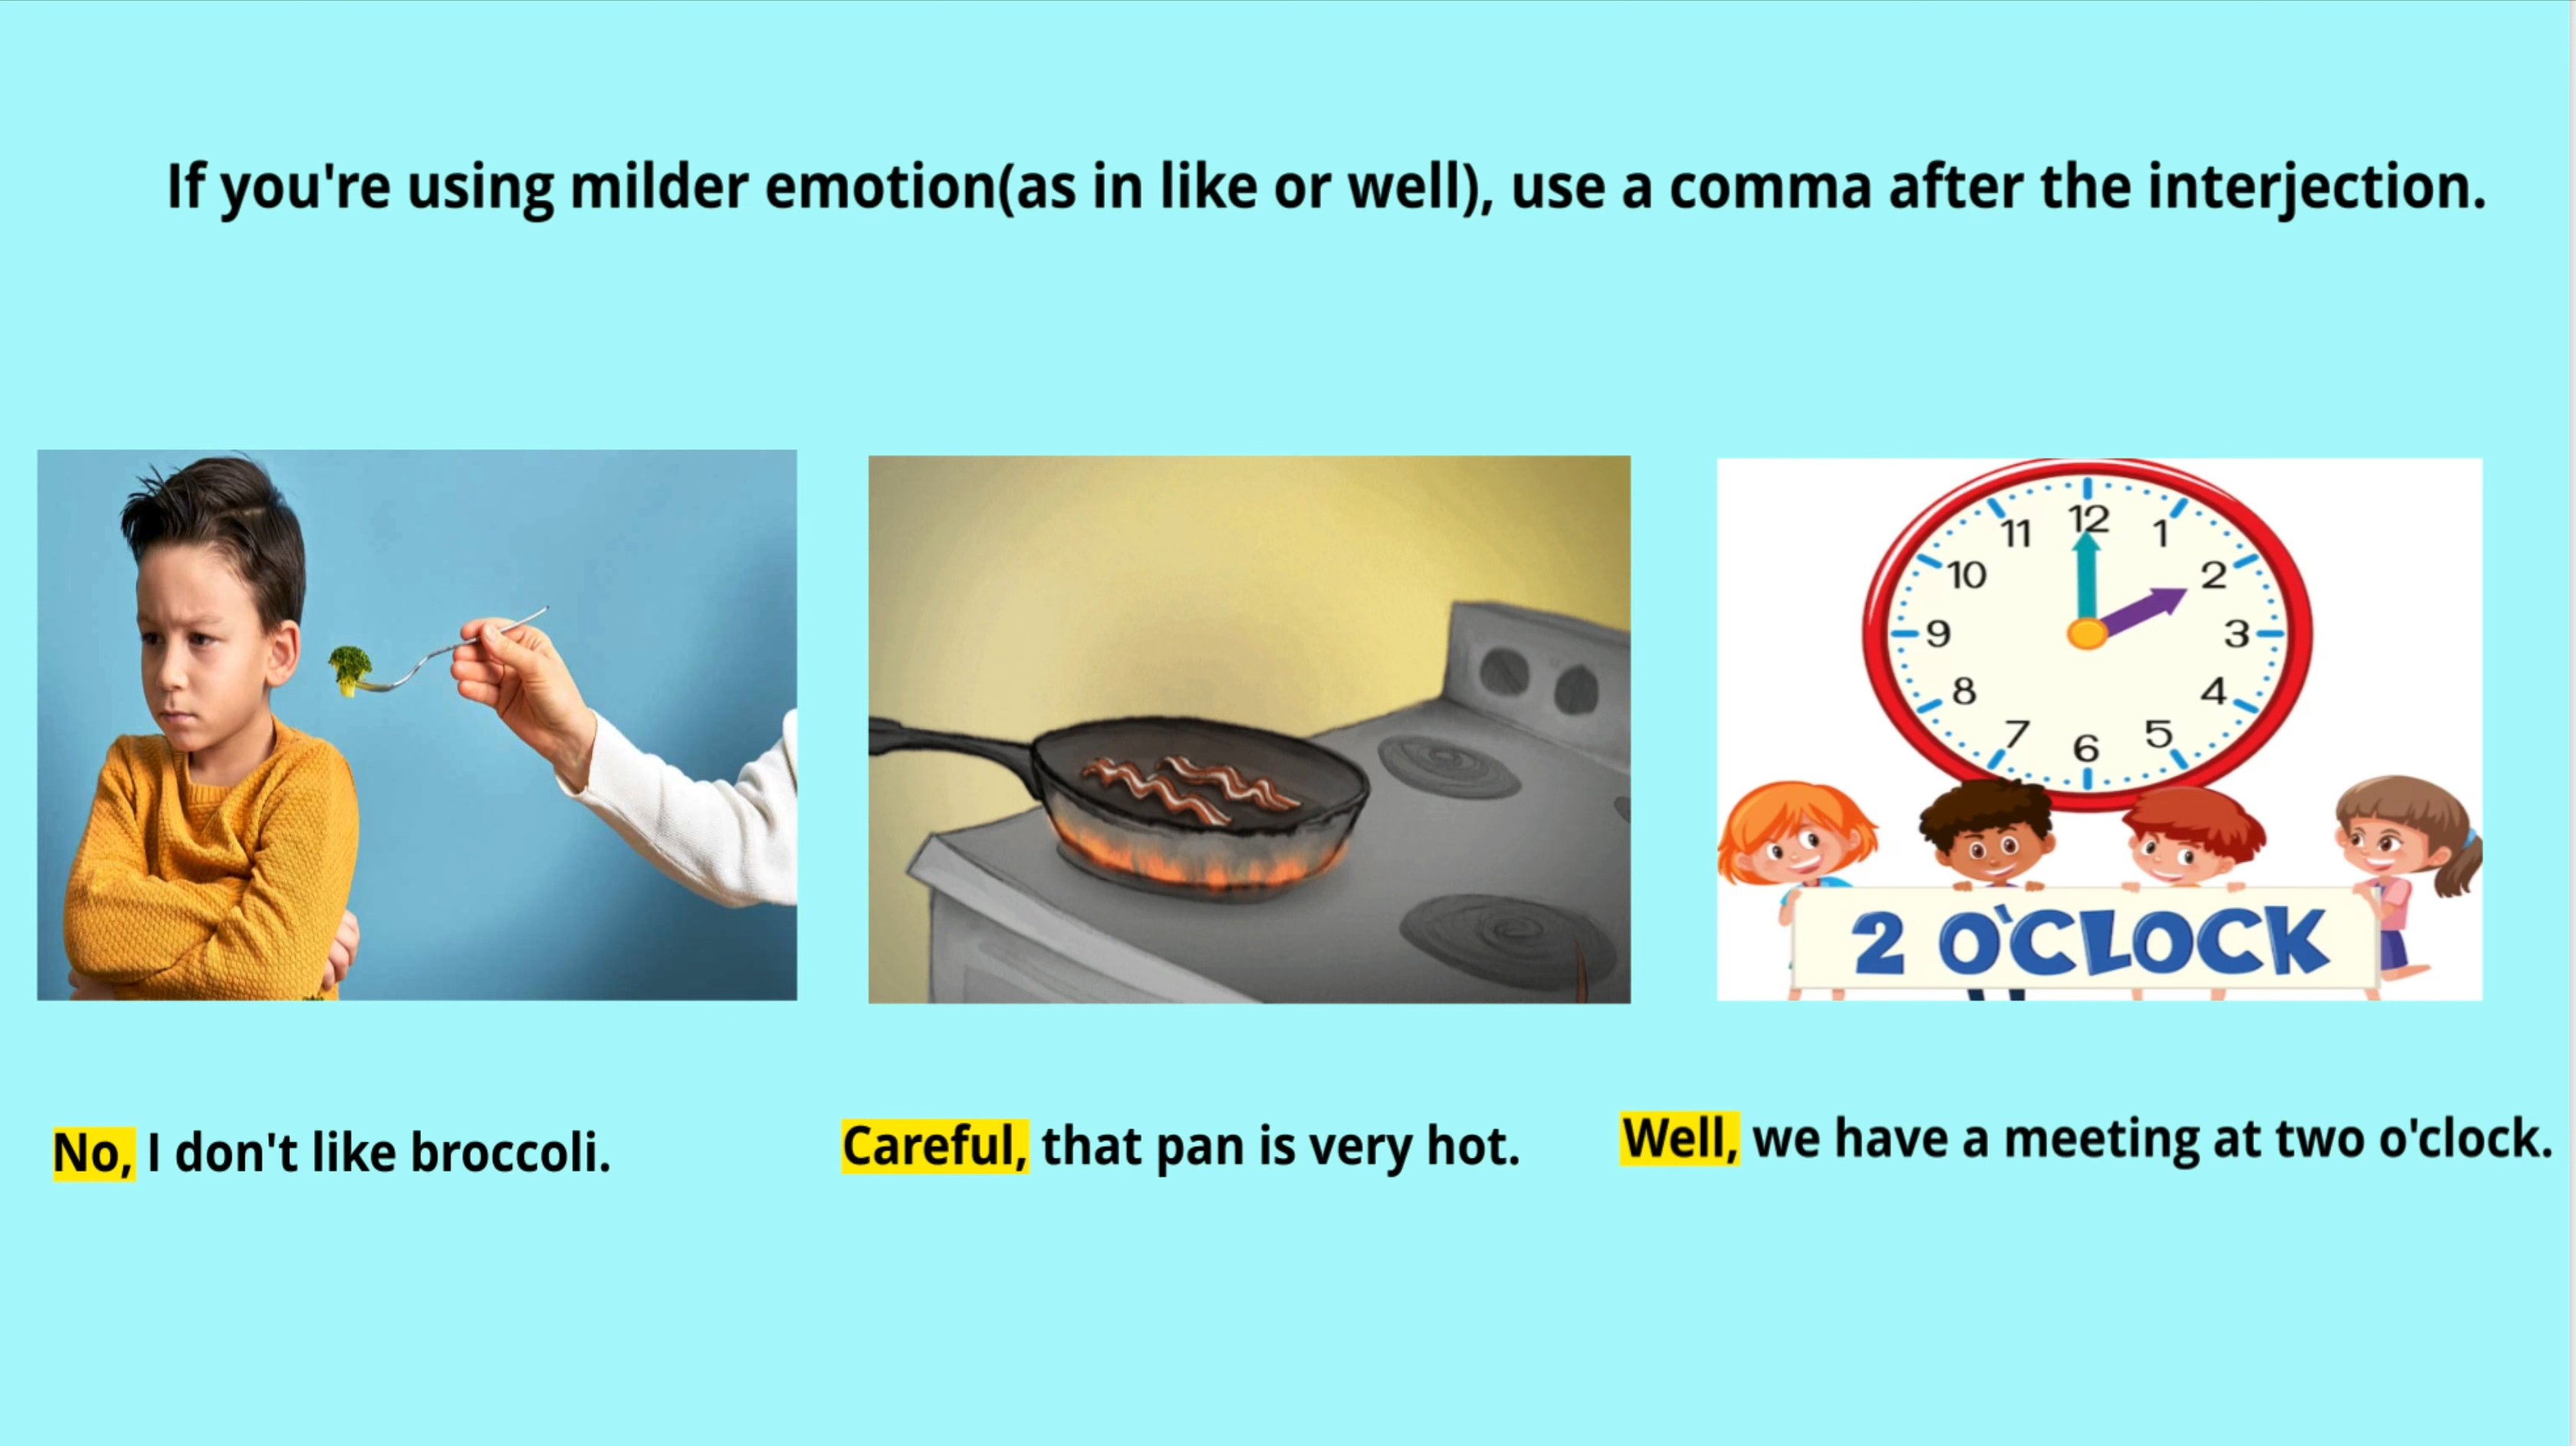 If you're using milder emotion(as in like or well), use a comma after the interjection.
12
11
1
10
2
9
3
8
4
7
5
6
2 O'CLOCK
No, I don't like broccoli.
Careful, that pan is very hot.
Well, we have a meeting at two o'clock.